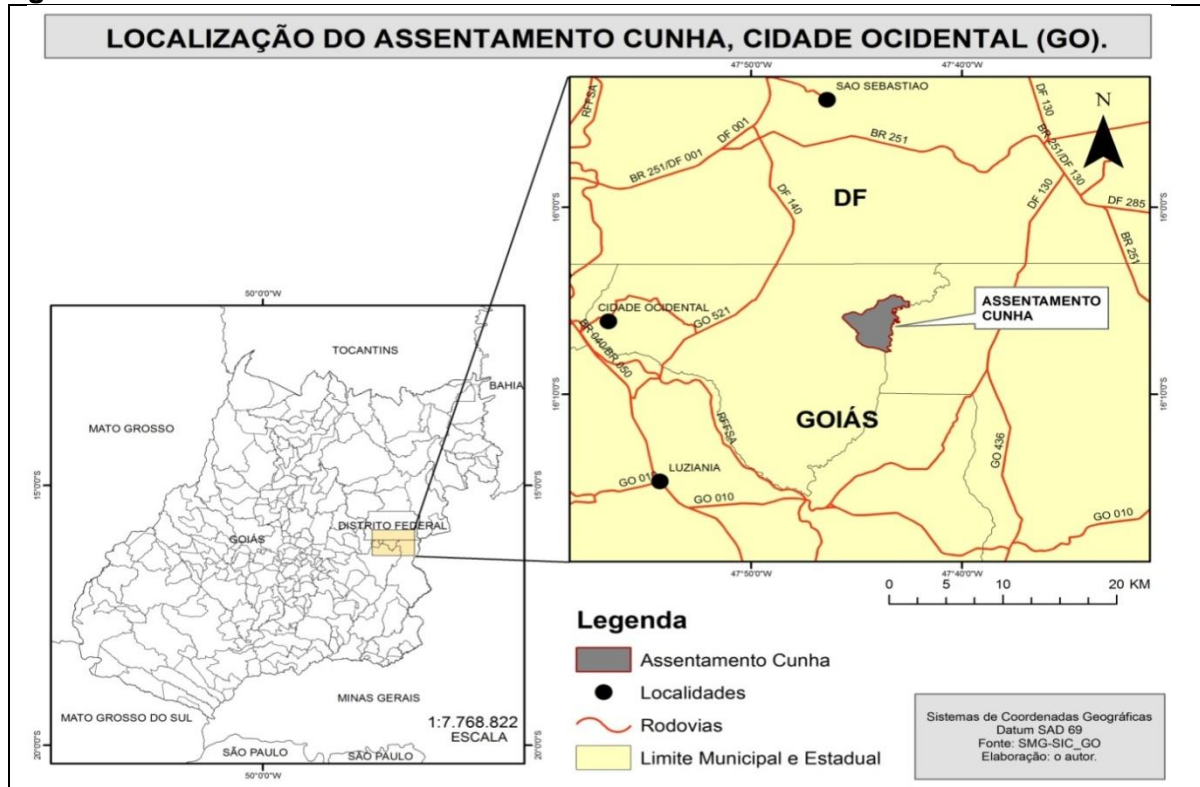 LOCALIZAÇÃO DO ASSENTAMENTO CUNHA, CIDADE OCIDENTAL (GO).
47°50'0"W
47°40'0"W
RFFSA
SAO SEBASTIAO
DF 130
N
DF 001
BR 251
BR 251/DF 130
BR 251/DF 001
DF 140
DF
DF 130
DF 285
16°0'0"S
16°0'0"S
BR 251
CIDADE OCIDENTAL
GO 521
ASSENTAMENTO
CUNHA
BR 040/BR 050
16°10'0"S
16°10'0"S
GOIÁS
RFFSA
GO 436
LUZIANIA
GO 010
GO 010
GO 010
47°50'0"W
47°40'0"W
0 5 10 20 KM
50°0'0"W
TOCANTINS
BAHIA
MATO GROSSO
15°0'0"S
15°0'0"S
DISTRITO FEDERAL
GOIÁS
MINAS GERAIS
MATO GROSSO DO SUL
1:7.768.822
ESCALA
20°0'0"S
20°0'0"S
SÃO PAULO
SÃO PAULO
50°0'0"W
Legenda
Assentamento Cunha
Localidades
Rodovias
Limite Municipal e Estadual
Sistemas de Coordenadas Geográficas
Datum SAD 69
Fonte: SMG-SIC_GO
Elaboração: o autor.